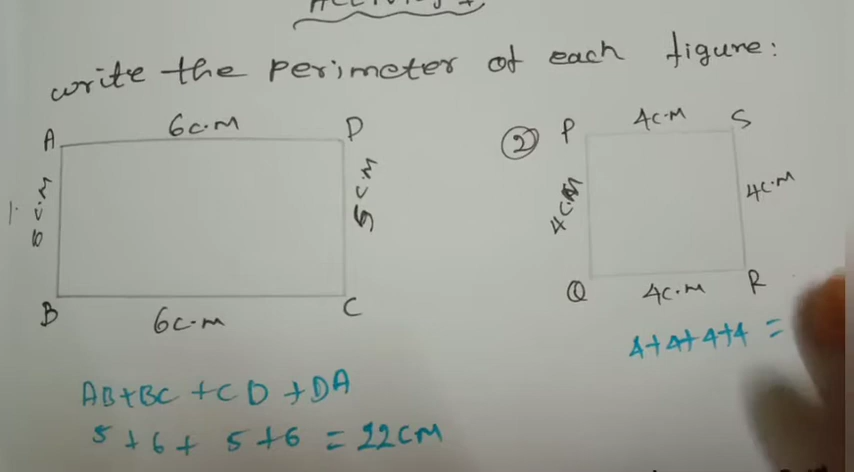 write the perimeter of each figure:
A 6c.m D
5 c.m
5 c.m
B 6c.m C
AB+BC+CD+DA
5+6+5+6=22CM
② P 4c.m S
4c.m
4c.m
Q 4c.m R
4+4+4+4=